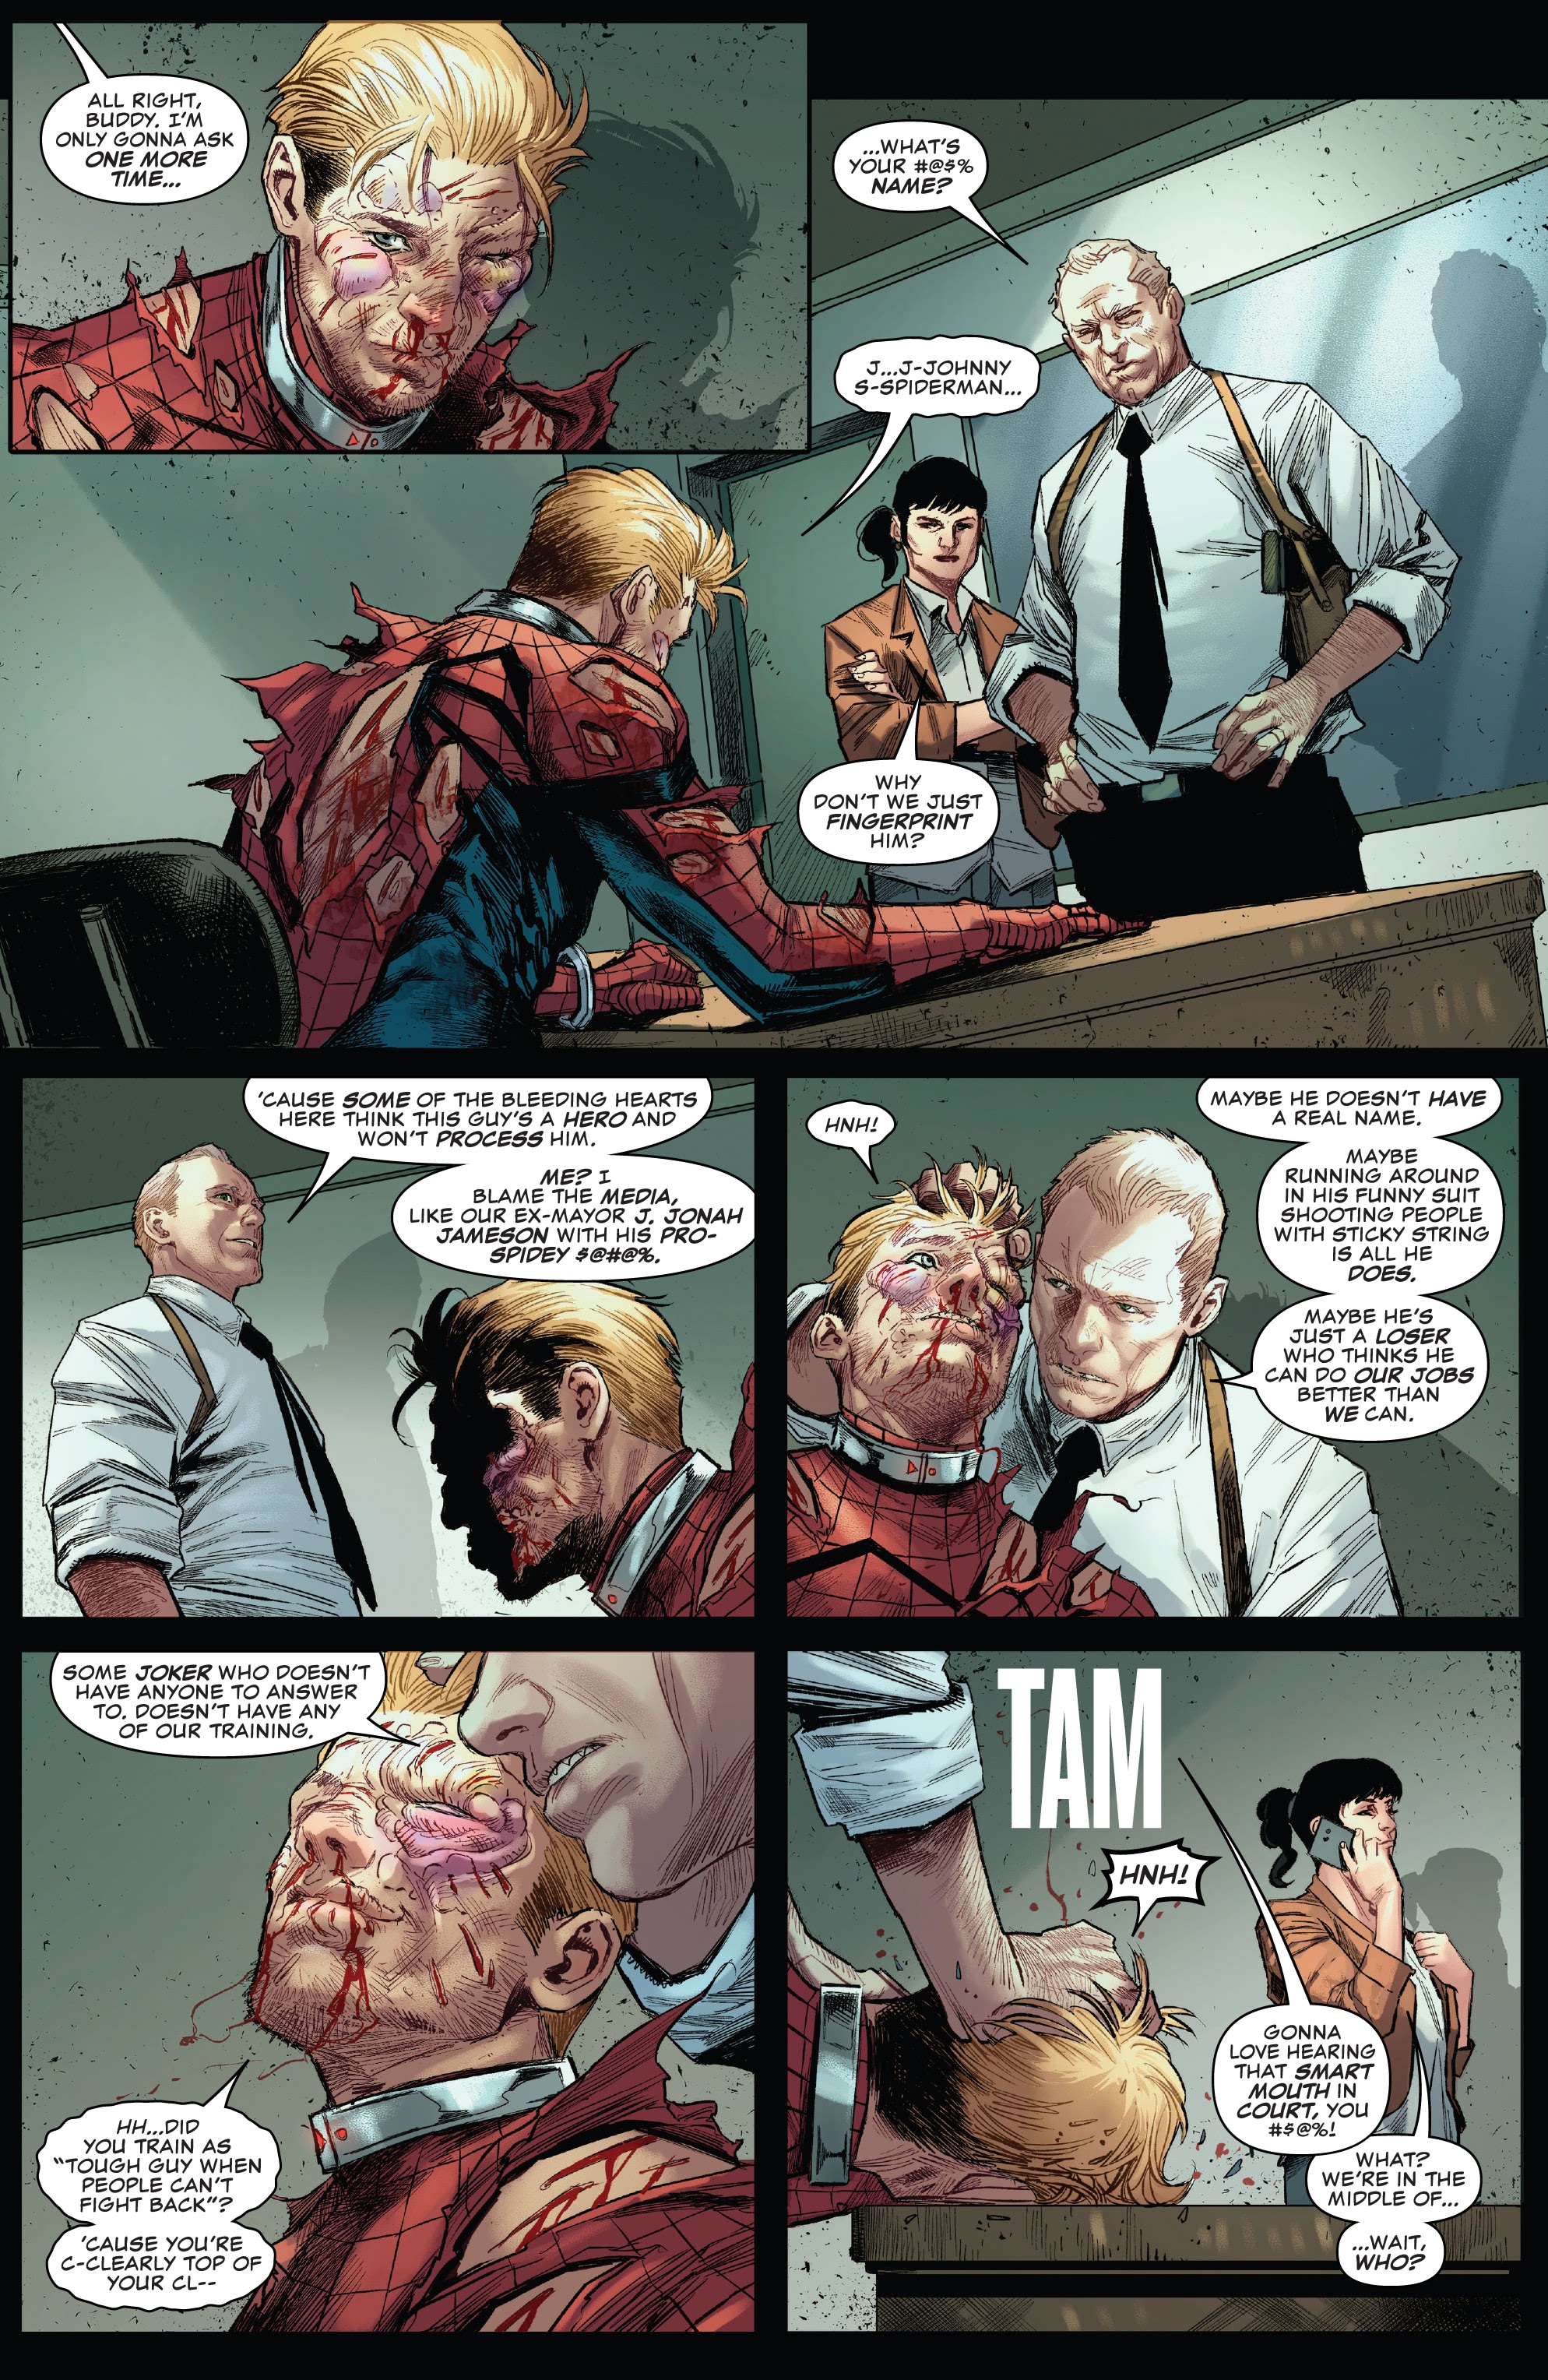 ALL RIGHT,
BUDDY. I'M
ONLY GONNA ASK
ONE MORE
TIME...
...WHAT'S
YOUR #@$%
NAME?
J...J-JOHNNY
S-SPIDERMAN...
WHY
DON'T WE JUST
FINGERPRINT
HIM?
'CAUSE SOME OF THE BLEEDING HEARTS
HERE THINK THIS GUY'S A HERO AND
WON'T PROCESS HIM.
ME? I
BLAME THE MEDIA,
LIKE OUR EX-MAYOR J. JONAH
JAMESON WITH HIS PRO-
SPIDEY $@#@%.
HNH!
MAYBE HE DOESN'T HAVE
A REAL NAME.
MAYBE
RUNNING AROUND
IN HIS FUNNY SUIT
SHOOTING PEOPLE
WITH STICKY STRING
IS ALL HE
DOES.
MAYBE HE'S
JUST A LOSER
WHO THINKS HE
CAN DO OUR JOBS
BETTER THAN
WE CAN.
SOME JOKER WHO DOESN'T
HAVE ANYONE TO ANSWER
TO. DOESN'T HAVE ANY
OF OUR TRAINING.
HH...DID
YOU TRAIN AS
"TOUGH GUY WHEN
PEOPLE CAN'T
FIGHT BACK"?
'CAUSE YOU'RE
C-CLEARLY TOP OF
YOUR CL--
TAM
HNH!
GONNA
LOVE HEARING
THAT SMART
MOUTH IN
COURT, YOU
#$@%!
WHAT?
WE'RE IN THE
MIDDLE OF...
...WAIT,
WHO?